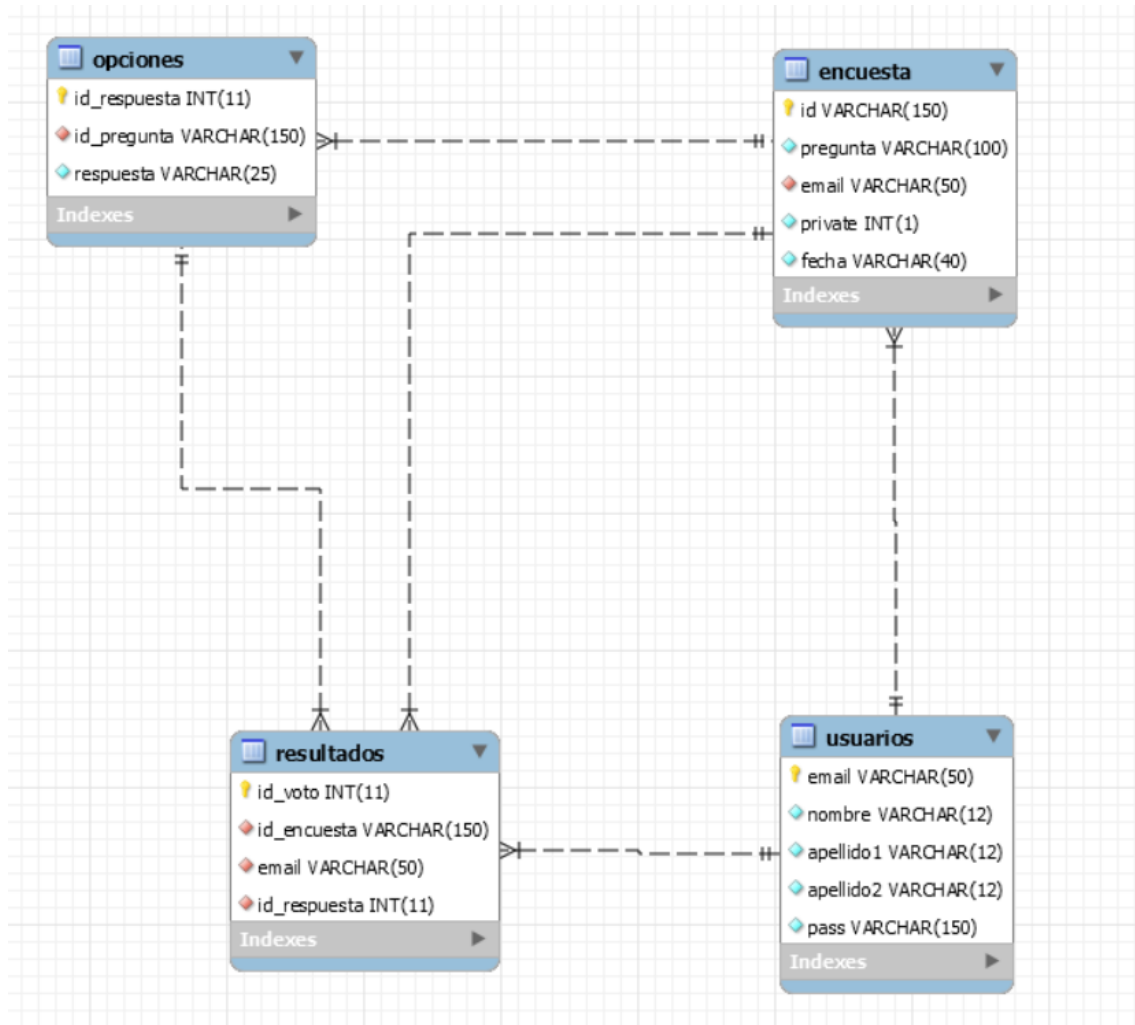 opciones
id_respuesta INT(11)
id_pregunta VARCHAR(150)
respuesta VARCHAR(25)
Indexes
encuesta
id VARCHAR(150)
pregunta VARCHAR(100)
email VARCHAR(50)
private INT(1)
fecha VARCHAR(40)
Indexes
resultados
id_voto INT(11)
id_encuesta VARCHAR(150)
email VARCHAR(50)
id_respuesta INT(11)
Indexes
usuarios
email VARCHAR(50)
nombre VARCHAR(12)
apellido1 VARCHAR(12)
apellido2 VARCHAR(12)
pass VARCHAR(150)
Indexes